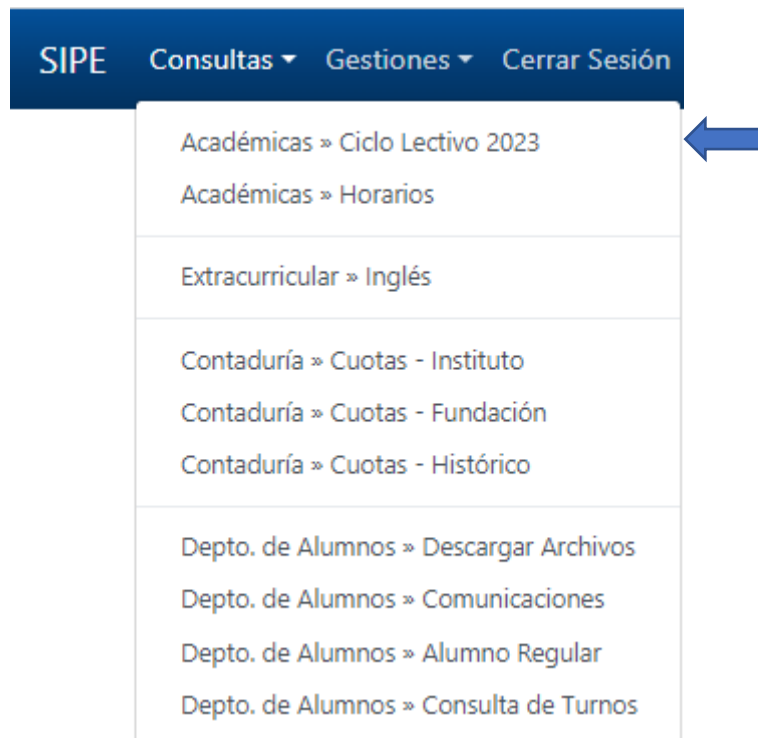 SIPE Consultas Gestiones Cerrar Sesión
Académicas » Ciclo Lectivo 2023
Académicas » Horarios
Extracurricular » Inglés
Contaduría » Cuotas - Instituto
Contaduría » Cuotas - Fundación
Contaduría » Cuotas - Histórico
Depto. de Alumnos » Descargar Archivos
Depto. de Alumnos » Comunicaciones
Depto. de Alumnos » Alumno Regular
Depto. de Alumnos » Consulta de Turnos